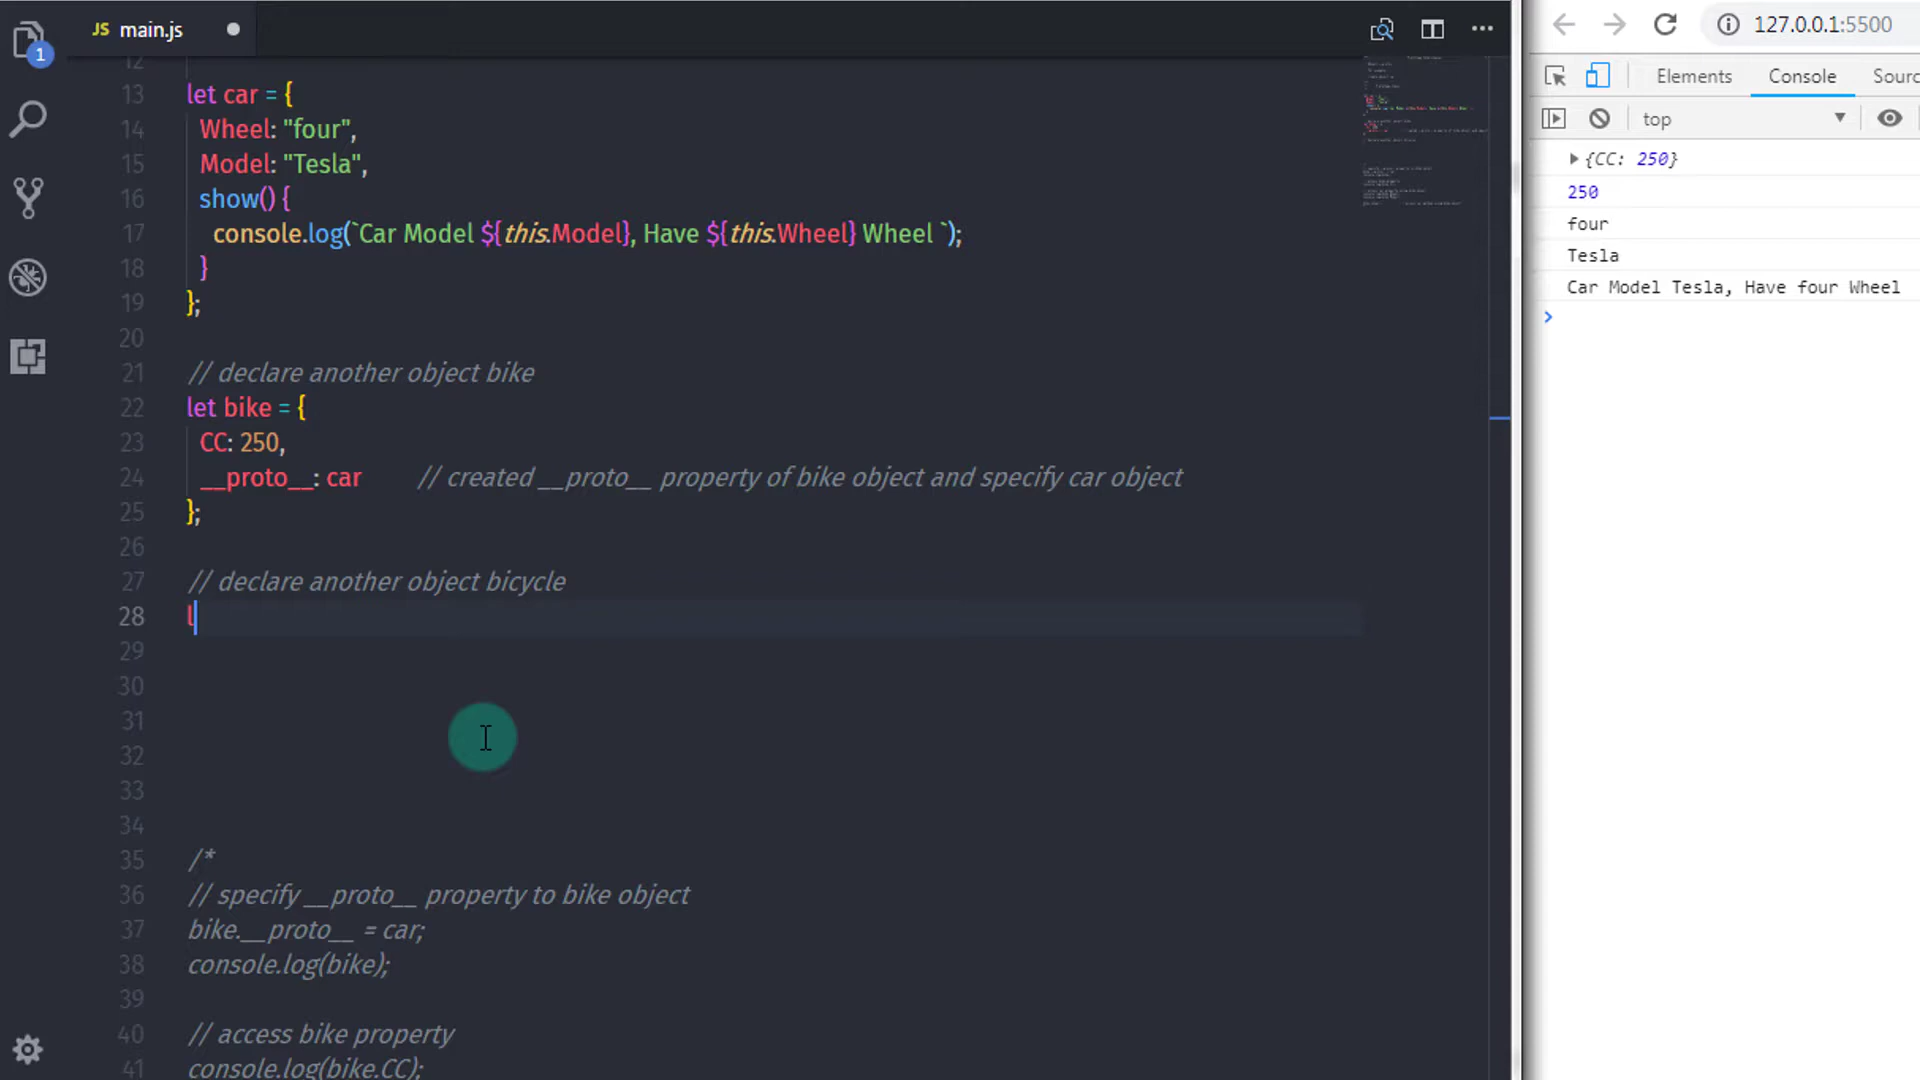 JS main.js
1
12
13 let car = {
14 Wheel: "four",
15 Model: "Tesla",
16 show() {
17 console.log(`Car Model ${this.Model}, Have ${this.Wheel} Wheel `);
18 }
19 };
20
21 // declare another object bike
22 let bike = {
23 CC: 250,
24 __proto__: car // created __proto__ property of bike object and specify car object
25 };
26
27 // declare another object bicycle
28 l
29
30
31
32
33
34
35 /*
36 // specify __proto__ property to bike object
37 bike.__proto__ = car;
38 console.log(bike);
39
40 // access bike property
41 console.log(bike.CC);
127.0.0.1:5500
Elements Console Sourc
top
{CC: 250}
250
four
Tesla
Car Model Tesla, Have four Wheel